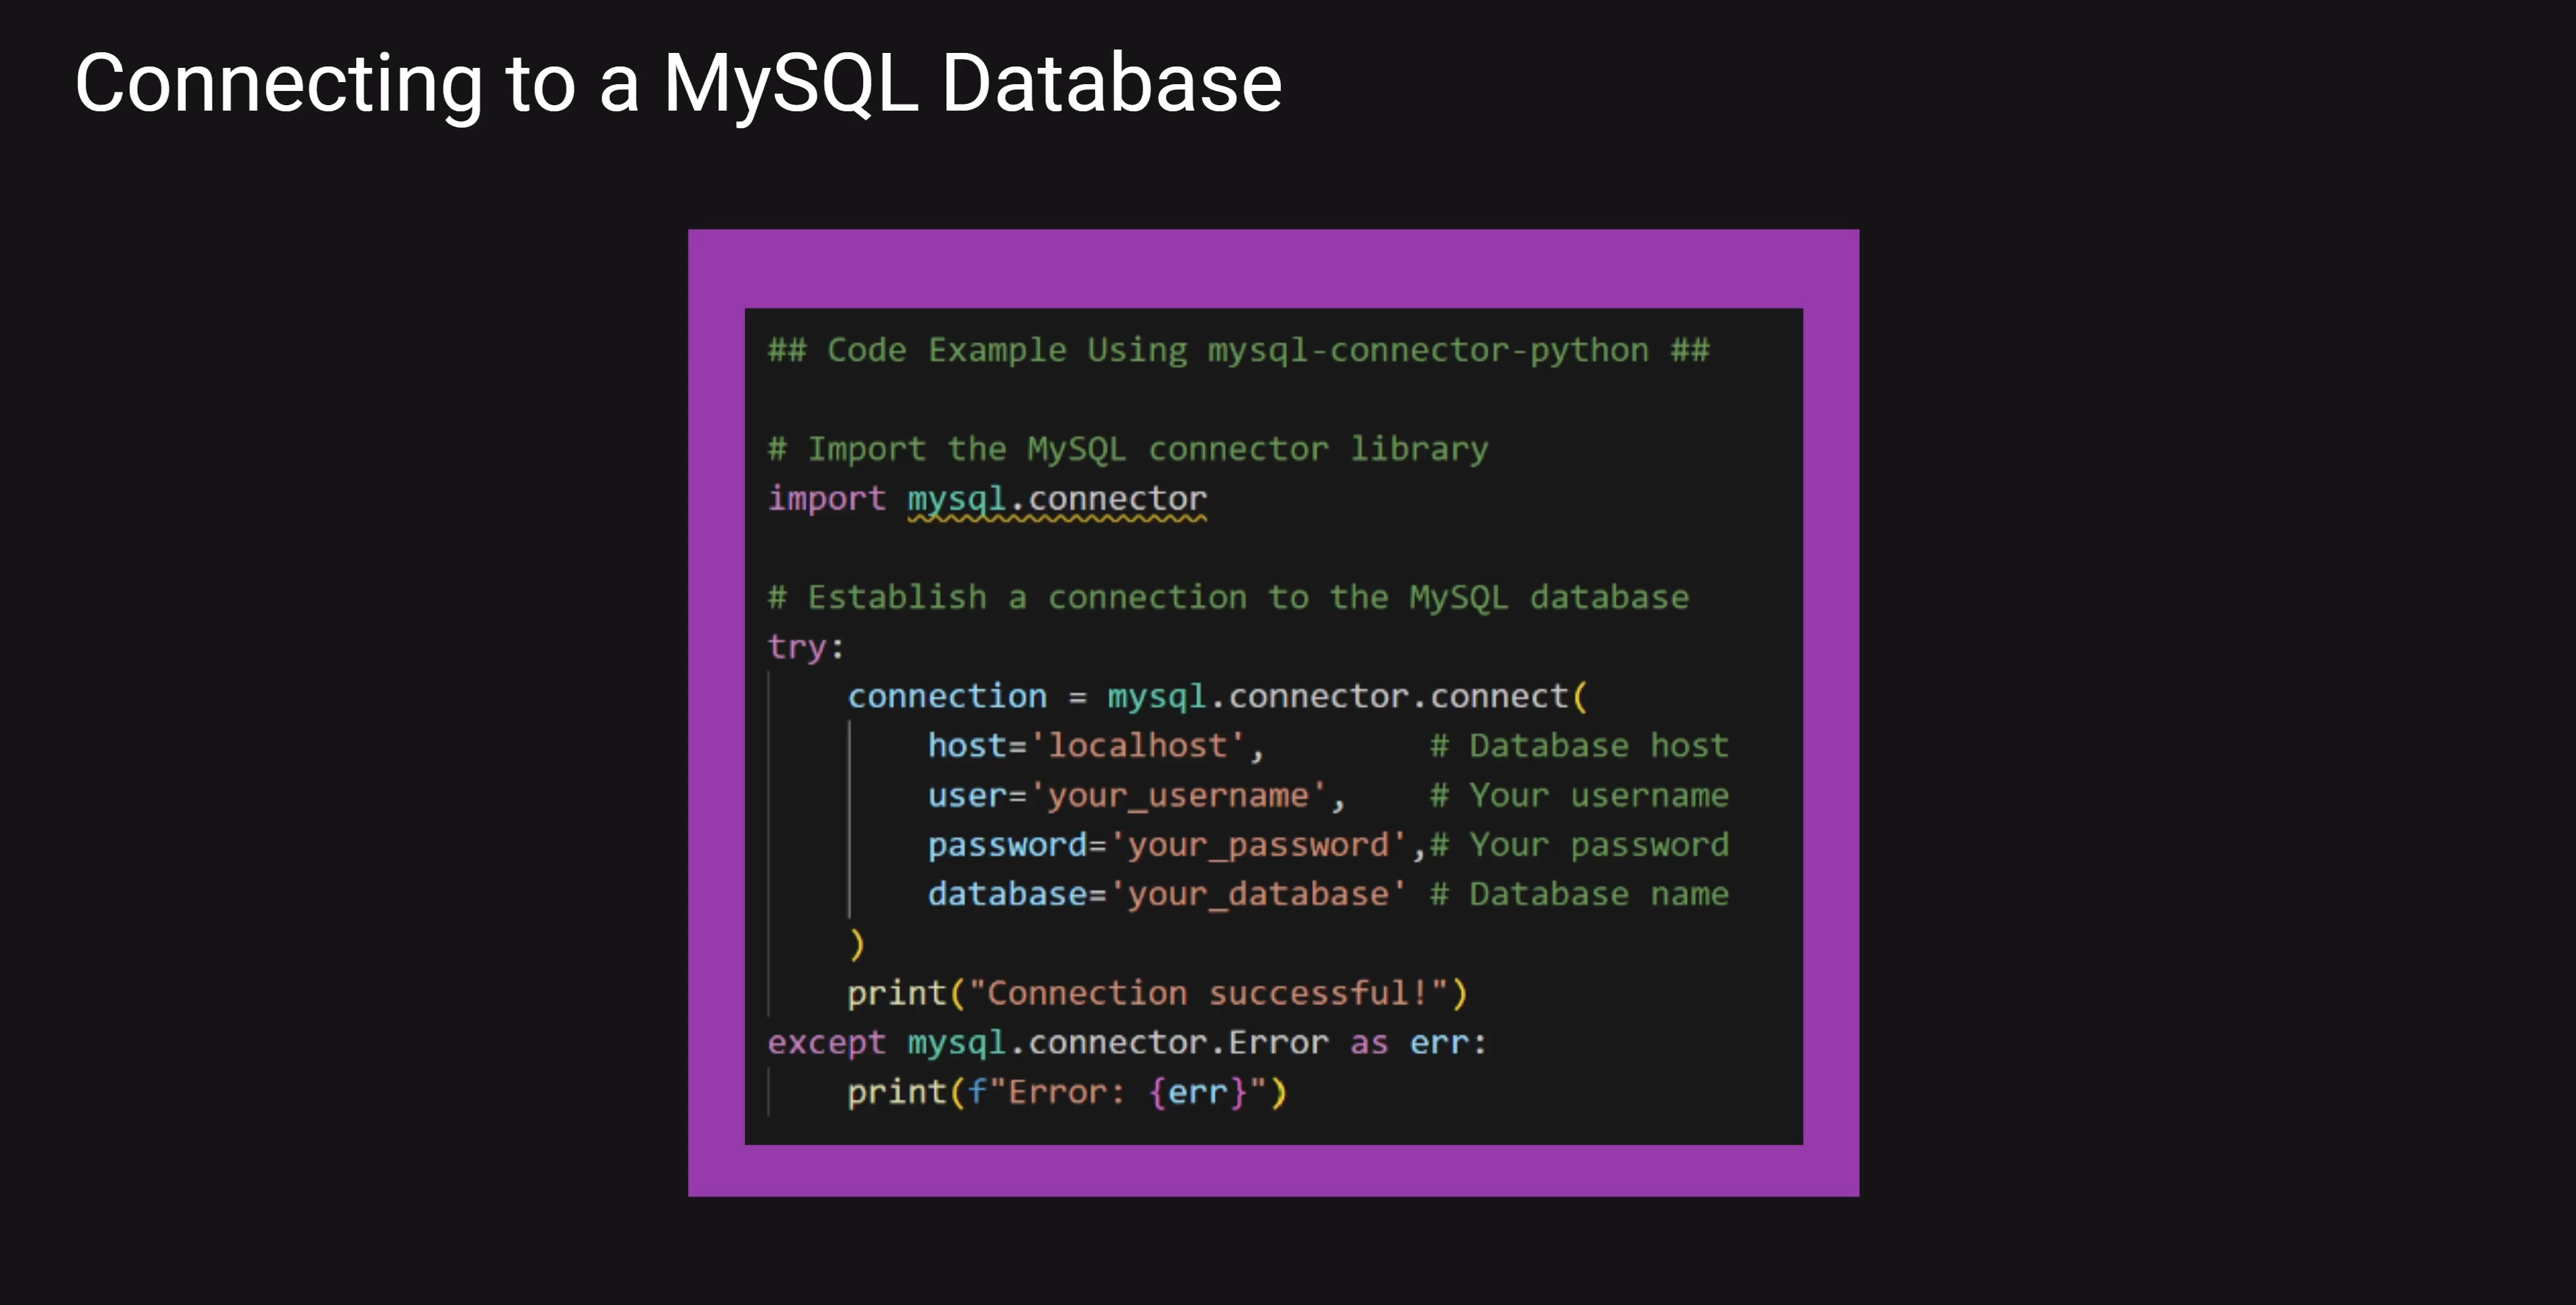 Connecting to a MySQL Database
## Code Example Using mysql-connector-python ##
# Import the MySQL connector library
import mysql.connector
# Establish a connection to the MySQL database
try:
    connection = mysql.connector.connect(
        host='localhost',        # Database host
        user='your_username',    # Your username
        password='your_password',# Your password
        database='your_database' # Database name
    )
    print("Connection successful!")
except mysql.connector.Error as err:
    print(f"Error: {err}")